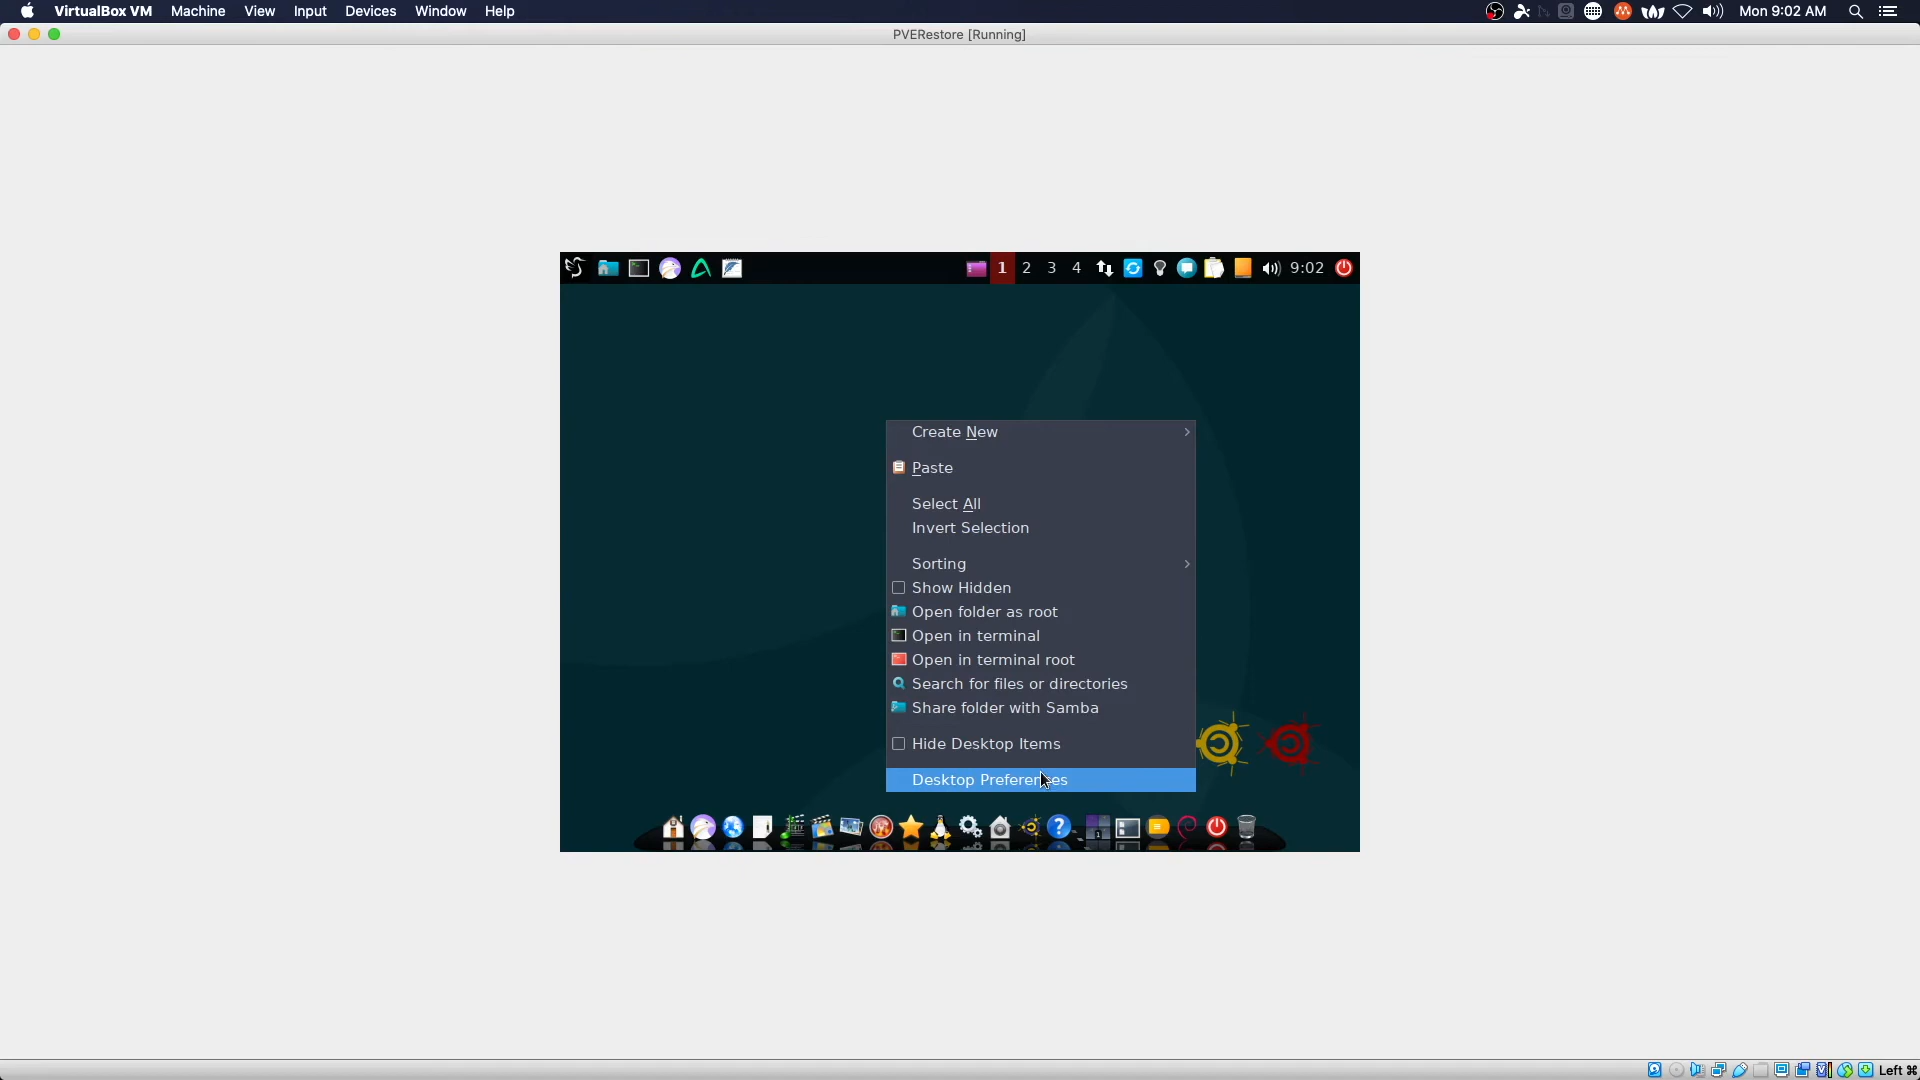 VirtualBox VM Machine View Input Devices Window Help Mon 9:02 AM
PVERestore [Running]
1 2 3 4 9:02
Create New
Paste
Select All
Invert Selection
Sorting
Show Hidden
Open folder as root
Open in terminal
Open in terminal root
Search for files or directories
Share folder with Samba
Hide Desktop Items
Desktop Preferences
1
Left ⌘